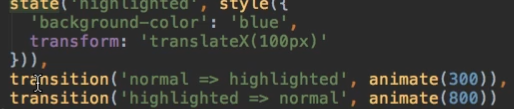 state('highlighted', style({
'background-color': 'blue',
transform: 'translateX(100px)'
})),
transition('normal => highlighted', animate(300)),
transition('highlighted => normal', animate(800))